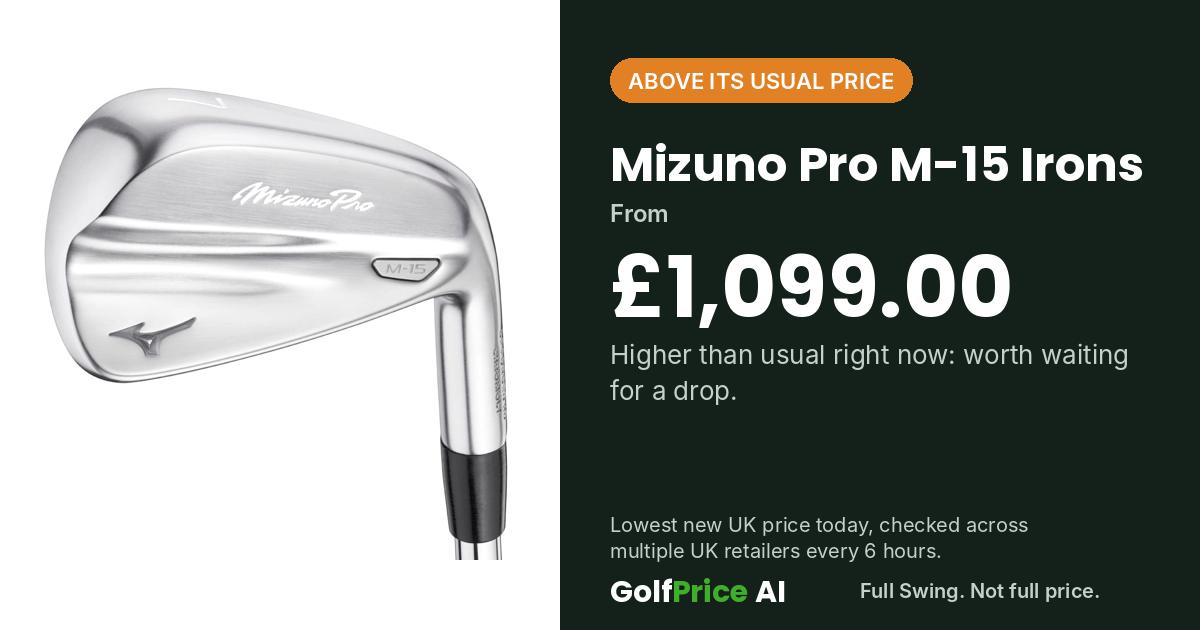 7
Mizuno Pro
M-15
ABOVE ITS USUAL PRICE
Mizuno Pro M-15 Irons
From
£1,099.00
Higher than usual right now: worth waiting
for a drop.
Lowest new UK price today, checked across
multiple UK retailers every 6 hours.
GolfPrice AI
Full Swing. Not full price.